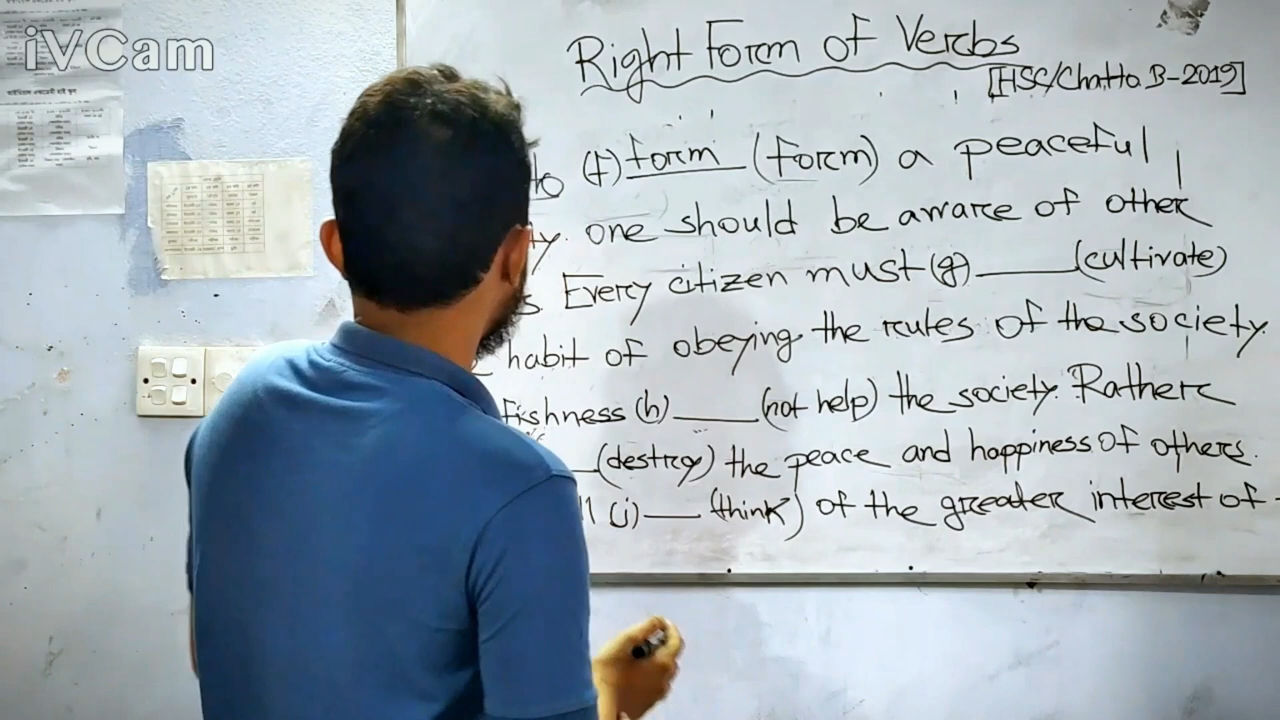 iVCam
Right Form of Verbs
[HSC/Chatto. B-2019]
to (f) form (form) a peaceful
ty. one should be aware of other
s. Every citizen must (g) ____ (cultivate)
habit of obeying the rules of the society.
fishness (h) ____ (not help) the society. Rather
__ (destroy) the peace and happiness of others.
(j) ____ (think) of the greater interest of